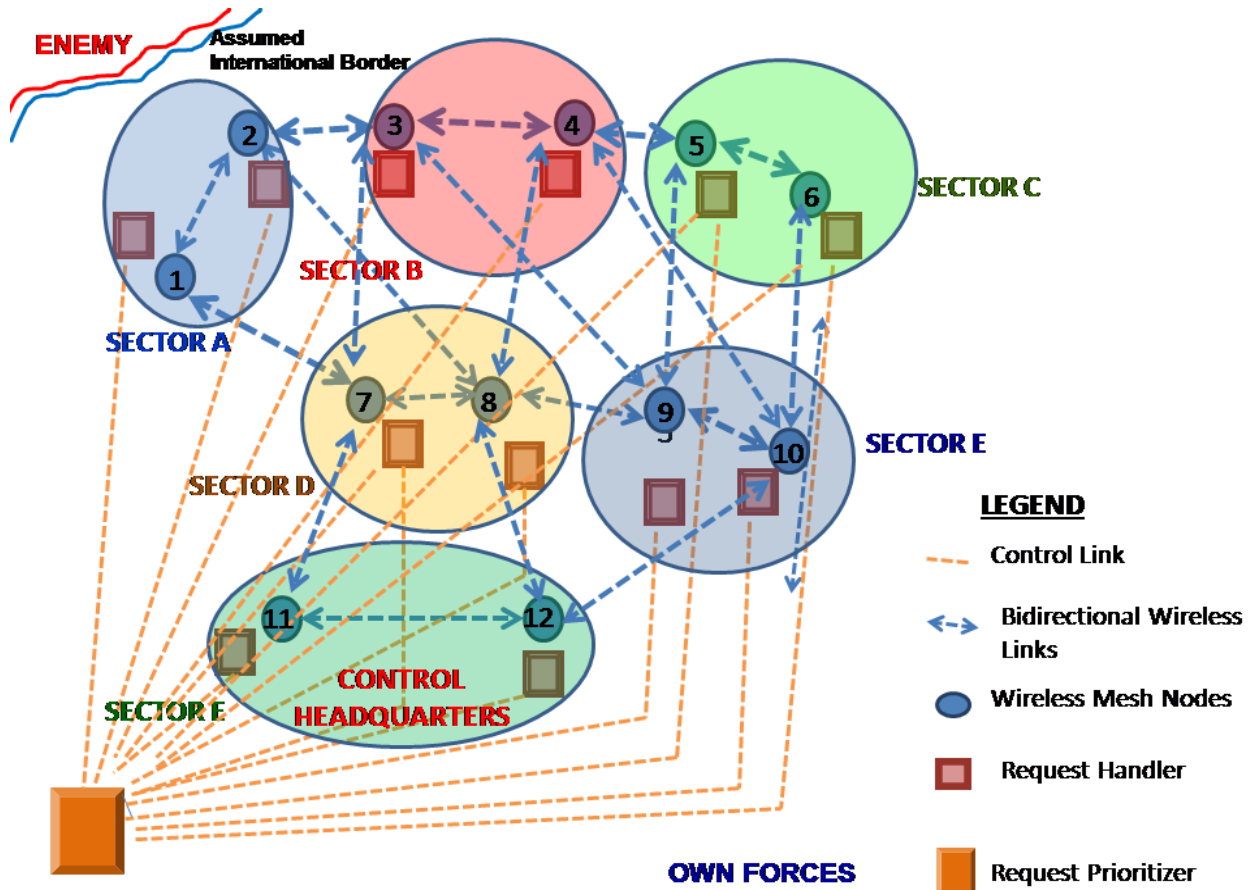 ENEMY
Assumed
International Border
2
3
4
5
6
1
SECTOR C
SECTOR B
SECTOR A
7
8
9
10
SECTOR E
SECTOR D
LEGEND
Control Link
Bidirectional Wireless
Links
11
12
CONTROL
HEADQUARTERS
SECTOR E
Wireless Mesh Nodes
Request Handler
Request Prioritizer
OWN FORCES